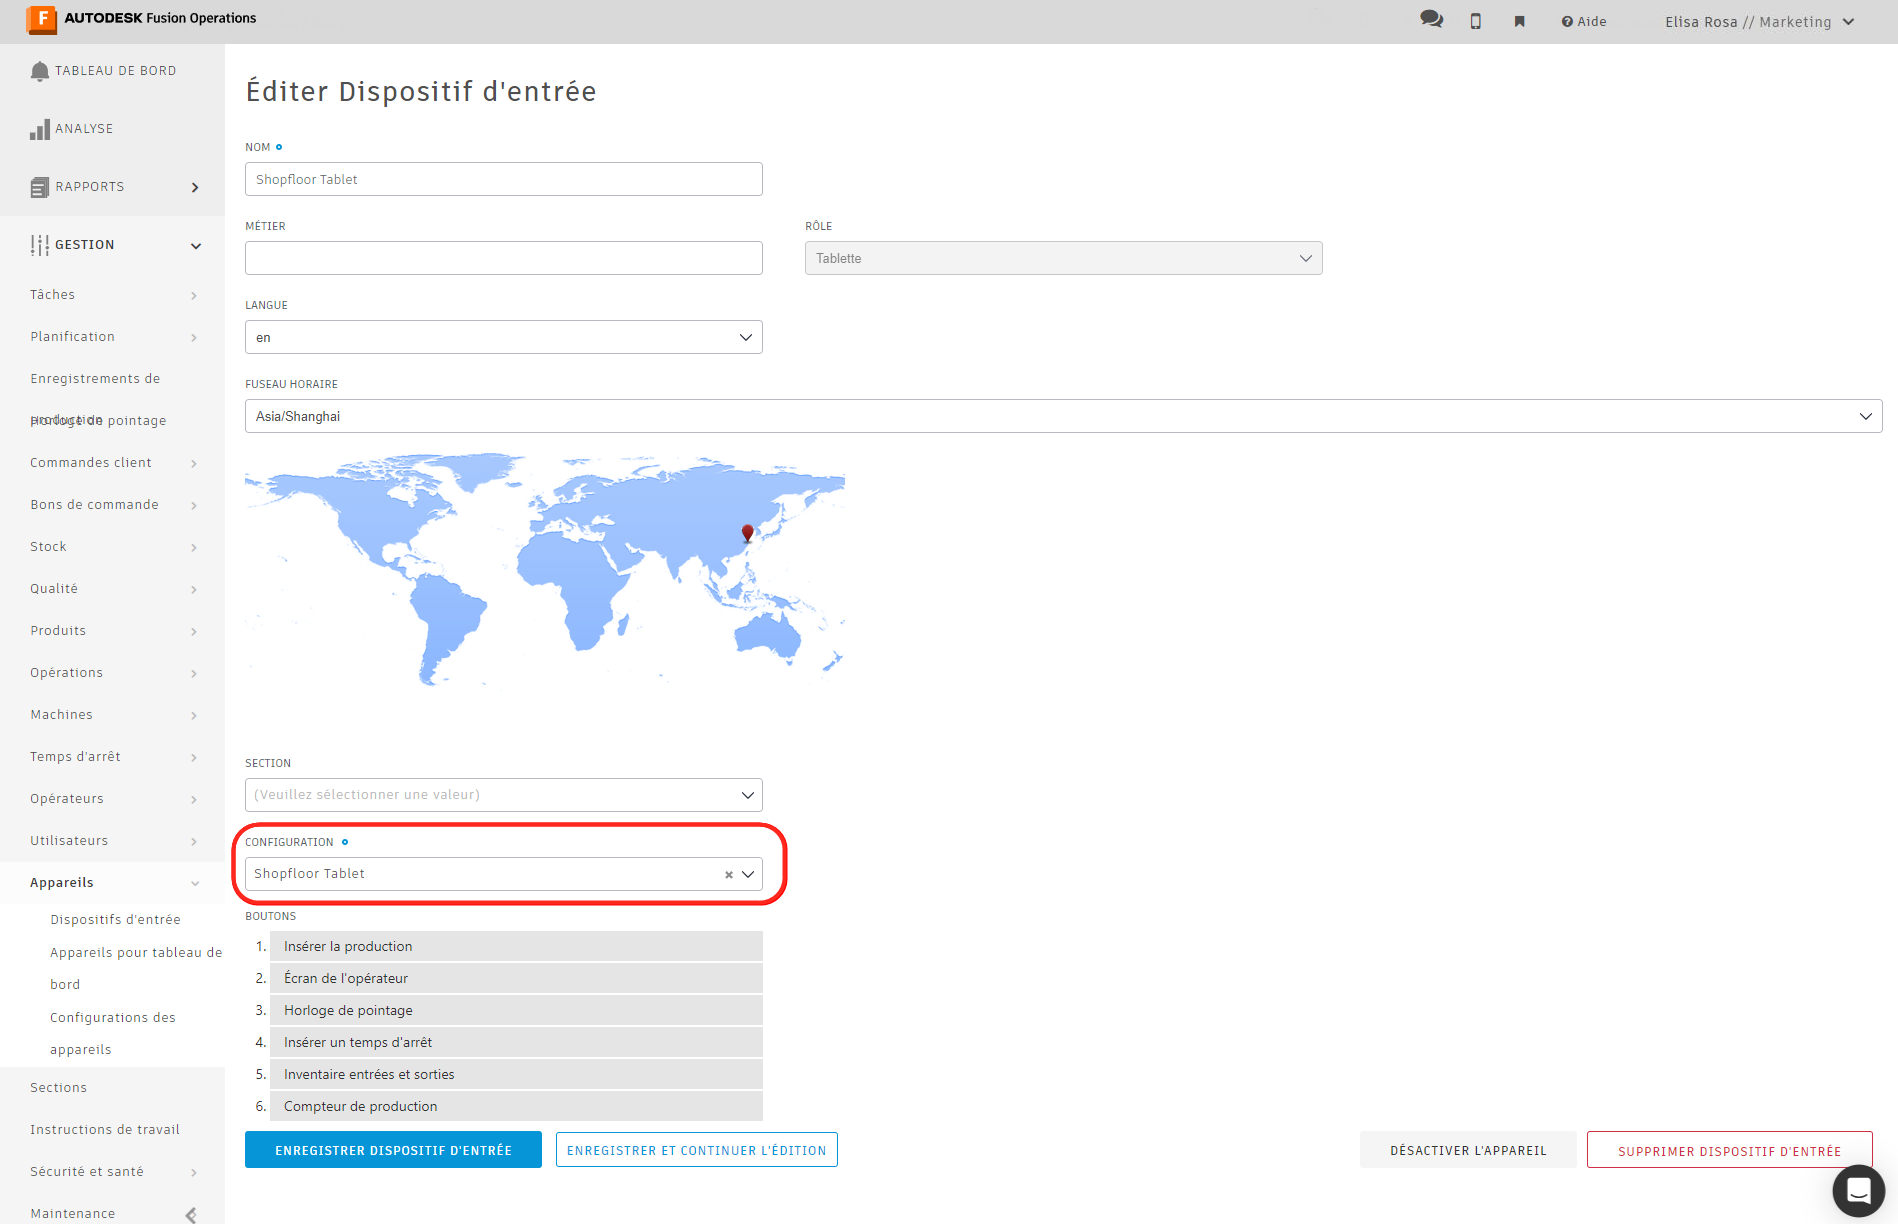 F AUTODESK Fusion Operations
Aide
Elisa Rosa // Marketing
TABLEAU DE BORD
ANALYSE
RAPPORTS
GESTION
Tâches
Planification
Enregistrements de
production
Horloge de pointage
Commandes client
Bons de commande
Stock
Qualité
Produits
Opérations
Machines
Temps d'arrêt
Opérateurs
Utilisateurs
Appareils
Dispositifs d'entrée
Appareils pour tableau de
bord
Configurations des
appareils
Sections
Instructions de travail
Sécurité et santé
Maintenance
Éditer Dispositif d'entrée
NOM
Shopfloor Tablet
MÉTIER
RÔLE
Tablette
LANGUE
en
FUSEAU HORAIRE
Asia/Shanghai
SECTION
(Veuillez sélectionner une valeur)
CONFIGURATION
Shopfloor Tablet
BOUTONS
1. Insérer la production
2. Écran de l'opérateur
3. Horloge de pointage
4. Insérer un temps d'arrêt
5. Inventaire entrées et sorties
6. Compteur de production
ENREGISTRER DISPOSITIF D'ENTRÉE
ENREGISTRER ET CONTINUER L'ÉDITION
DÉSACTIVER L'APPAREIL
SUPPRIMER DISPOSITIF D'ENTRÉE